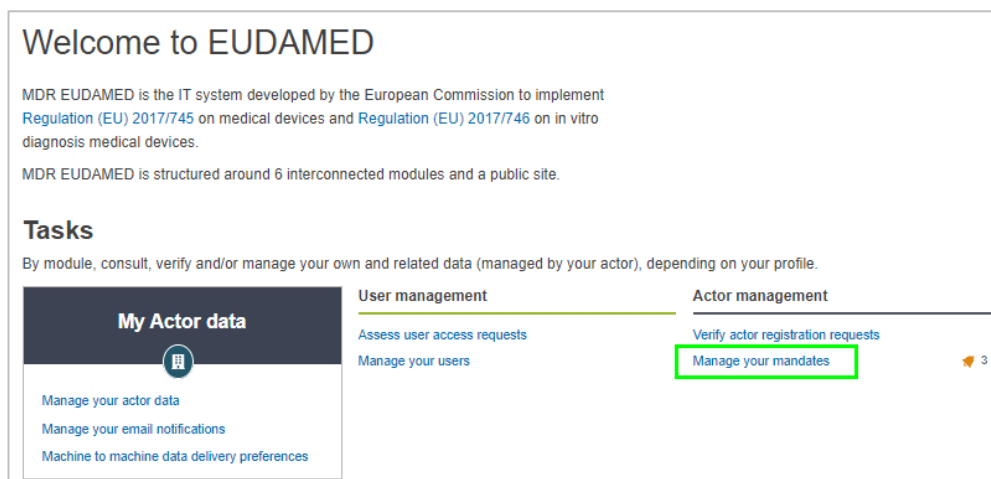 Welcome to EUDAMED
MDR EUDAMED is the IT system developed by the European Commission to implement
Regulation (EU) 2017/745 on medical devices and Regulation (EU) 2017/746 on in vitro
diagnosis medical devices.
MDR EUDAMED is structured around 6 interconnected modules and a public site.
Tasks
By module, consult, verify and/or manage your own and related data (managed by your actor), depending on your profile.
My Actor data
Manage your actor data
Manage your email notifications
Machine to machine data delivery preferences
User management
Assess user access requests
Manage your users
Actor management
Verify actor registration requests
Manage your mandates 3